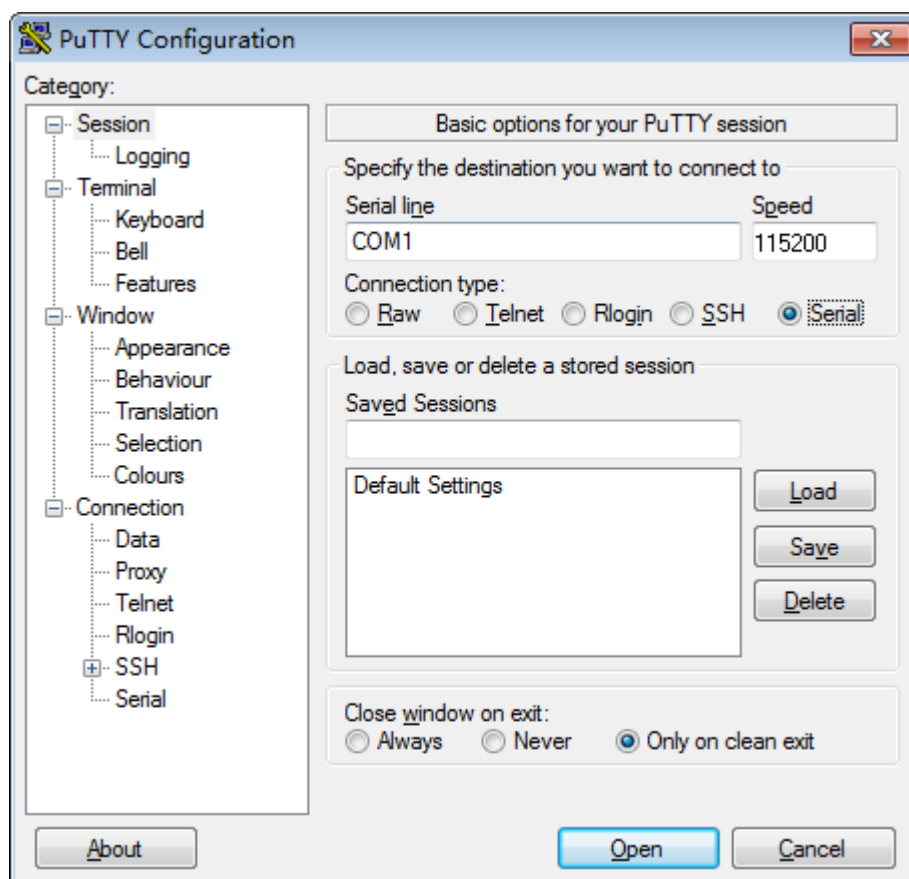 PuTTY Configuration
Category:
Session
Logging
Terminal
Keyboard
Bell
Features
Window
Appearance
Behaviour
Translation
Selection
Colours
Connection
Data
Proxy
Telnet
Rlogin
SSH
Serial
Basic options for your PuTTY session
Specify the destination you want to connect to
Serial line Speed
COM1 115200
Connection type:
Raw Telnet Rlogin SSH Serial
Load, save or delete a stored session
Saved Sessions
Default Settings
Load
Save
Delete
Close window on exit:
Always Never Only on clean exit
About Open Cancel